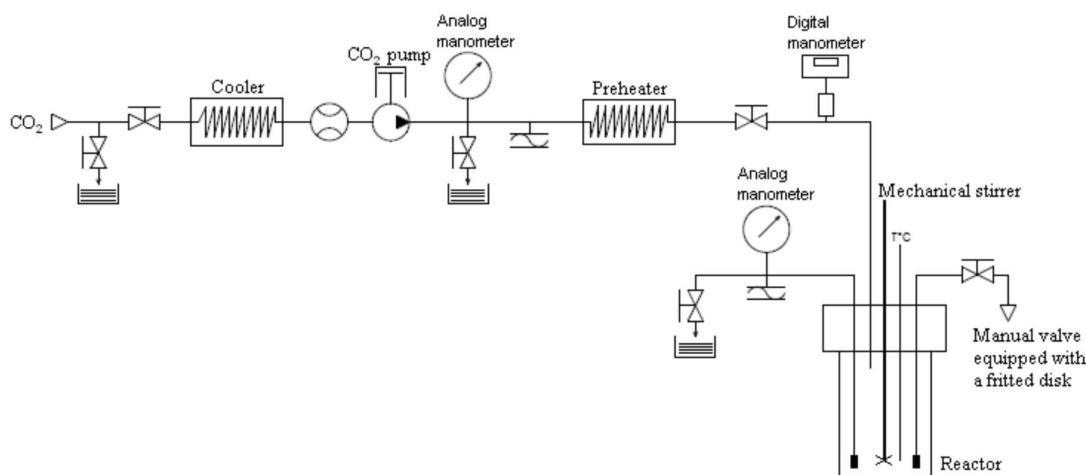 Analog
manometer
Digital
manometer
CO₂ pump
Cooler
Preheater
CO₂
Analog
manometer
Mechanical stirrer
T°C
Manual valve
equipped with
a fritted disk
Reactor